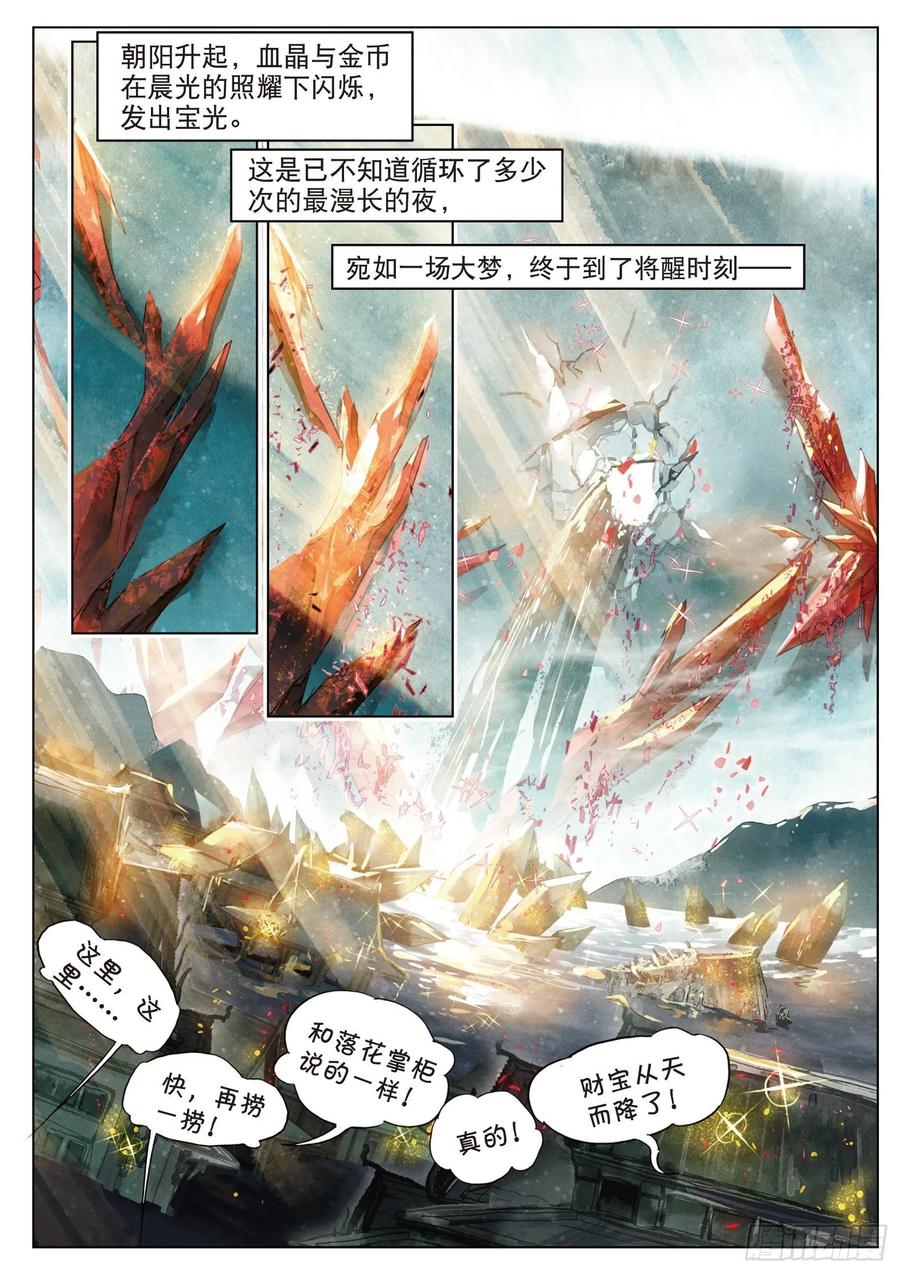 朝阳升起，血晶与金币
在晨光的照耀下闪烁，
发出宝光。
这是已不知道循环了多少
次的最漫长的夜，
宛如一场大梦，终于到了将醒时刻——
这里，这
里……
快，再捞
一捞！
和落花掌柜
说的一样！
真的！
财宝从天
而降了！
腾讯动漫